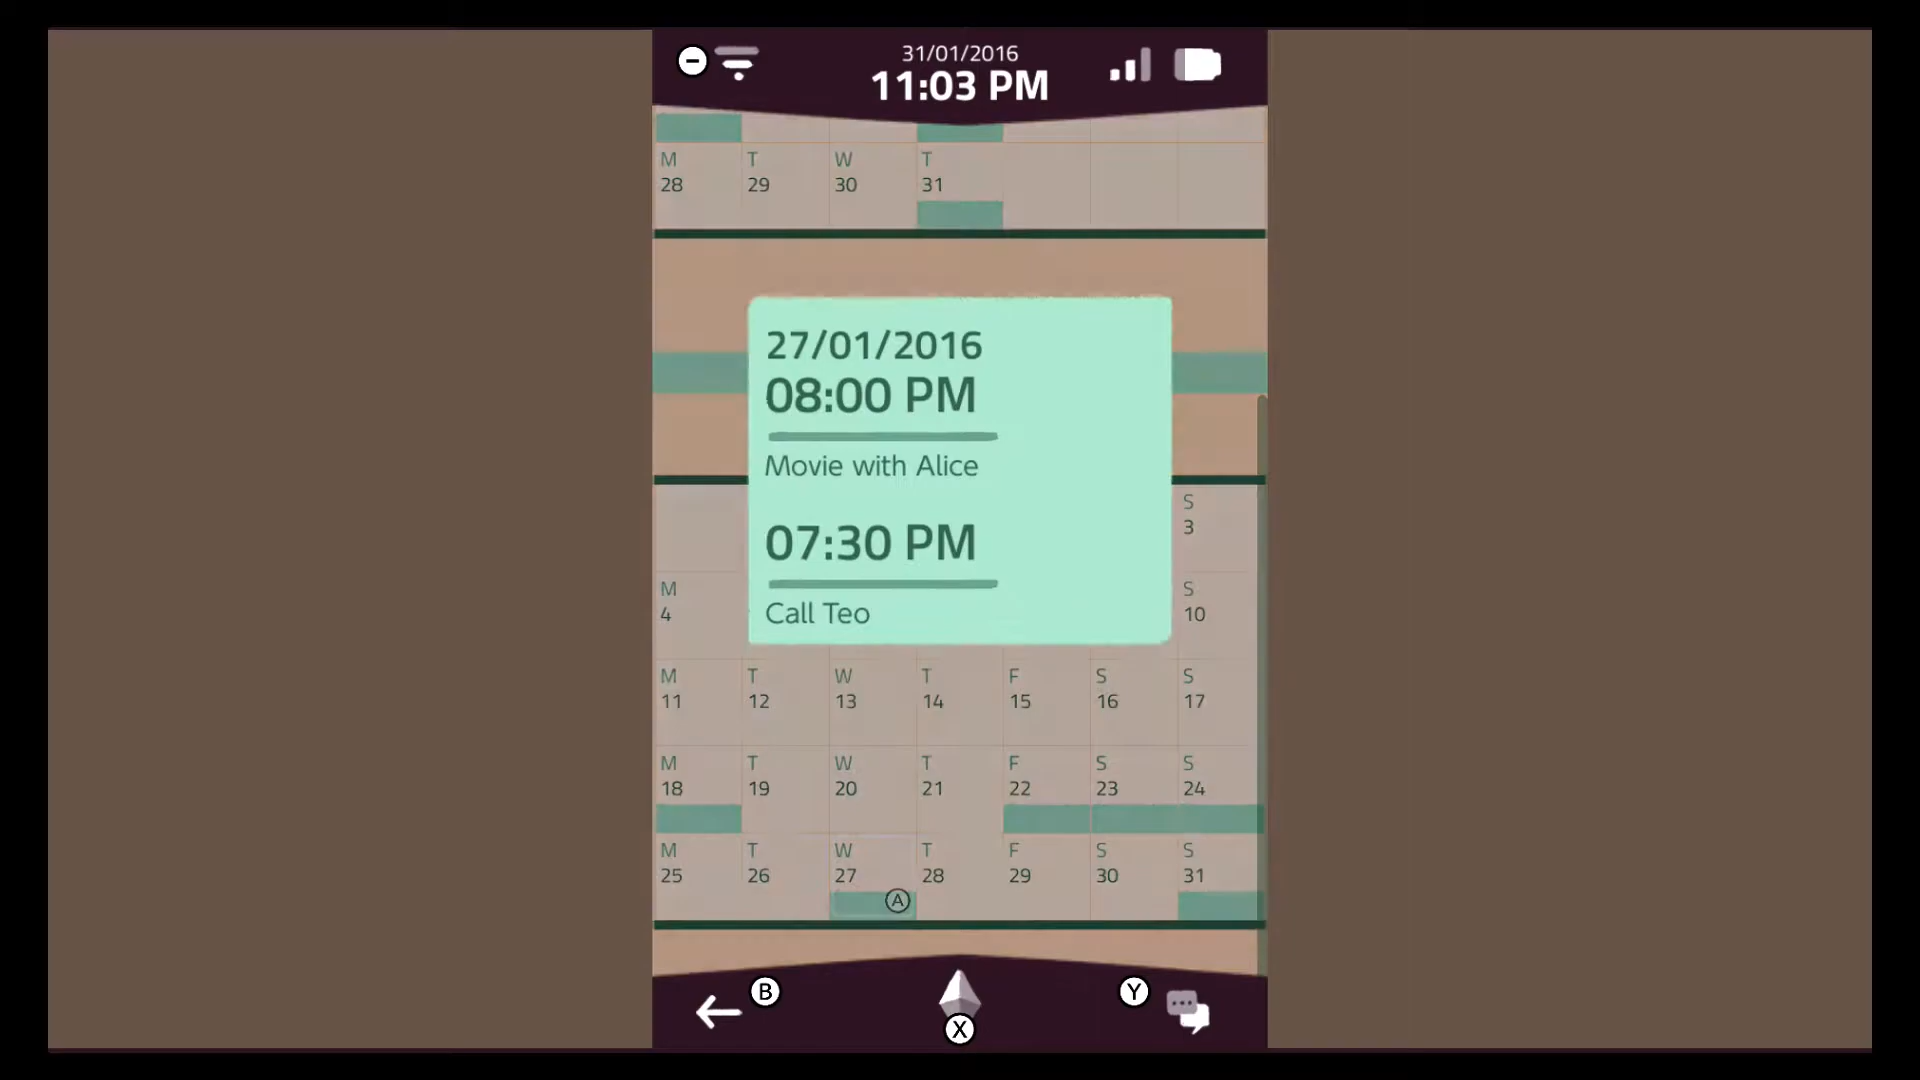 31/01/2016
11:03 PM
M T W T
28 29 30 31
27/01/2016
08:00 PM
Movie with Alice
07:30 PM
Call Teo
S
3
M S
4 10
M T W T F S S
11 12 13 14 15 16 17
M T W T F S S
18 19 20 21 22 23 24
M T W T F S S
25 26 27 28 29 30 31
A
B X Y